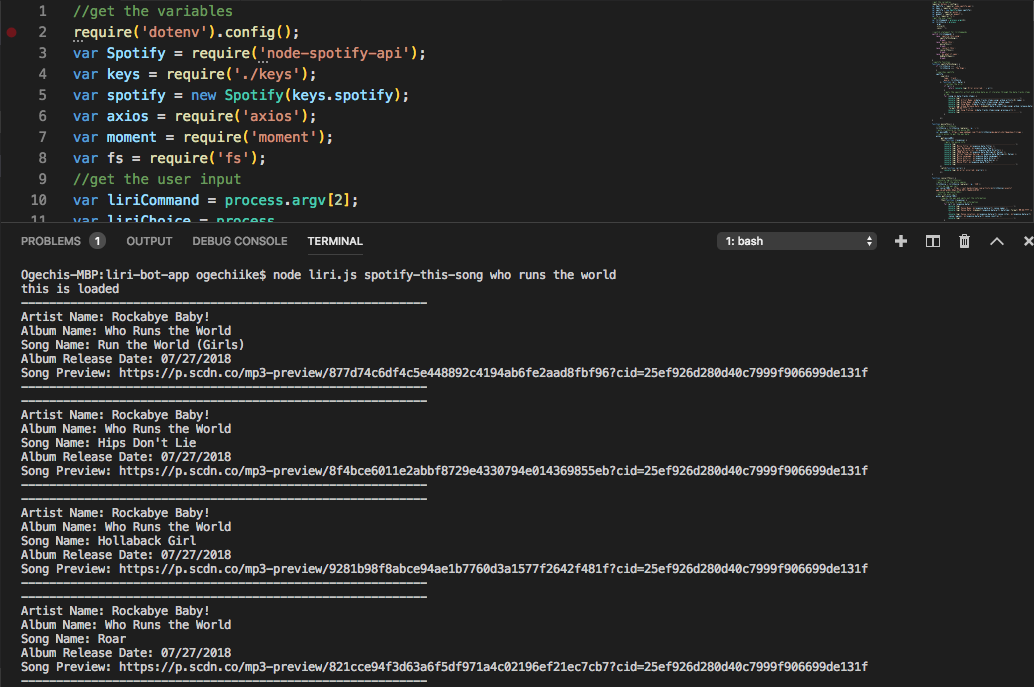 1 //get the variables
2 require('dotenv').config();
3 var Spotify = require('node-spotify-api');
4 var keys = require('./keys');
5 var spotify = new Spotify(keys.spotify);
6 var axios = require('axios');
7 var moment = require('moment');
8 var fs = require('fs');
9 //get the user input
10 var liriCommand = process.argv[2];
11 var liriChoice = process
PROBLEMS 1 OUTPUT DEBUG CONSOLE TERMINAL 1: bash
Ogechis-MBP:liri-bot-app ogechiike$ node liri.js spotify-this-song who runs the world
this is loaded
----------------------------------------------------------
Artist Name: Rockabye Baby!
Album Name: Who Runs the World
Song Name: Run the World (Girls)
Album Release Date: 07/27/2018
Song Preview: https://p.scdn.co/mp3-preview/877d74c6df4c5e448892c4194ab6fe2aad8fbf96?cid=25ef926d280d40c7999f906699de131f
----------------------------------------------------------
----------------------------------------------------------
Artist Name: Rockabye Baby!
Album Name: Who Runs the World
Song Name: Hips Don't Lie
Album Release Date: 07/27/2018
Song Preview: https://p.scdn.co/mp3-preview/8f4bce6011e2abbf8729e4330794e014369855eb?cid=25ef926d280d40c7999f906699de131f
----------------------------------------------------------
----------------------------------------------------------
Artist Name: Rockabye Baby!
Album Name: Who Runs the World
Song Name: Hollaback Girl
Album Release Date: 07/27/2018
Song Preview: https://p.scdn.co/mp3-preview/9281b98f8abce94ae1b7760d3a1577f2642f481f?cid=25ef926d280d40c7999f906699de131f
----------------------------------------------------------
----------------------------------------------------------
Artist Name: Rockabye Baby!
Album Name: Who Runs the World
Song Name: Roar
Album Release Date: 07/27/2018
Song Preview: https://p.scdn.co/mp3-preview/821cce94f3d63a6f5df971a4c02196ef21ec7cb7?cid=25ef926d280d40c7999f906699de131f
----------------------------------------------------------